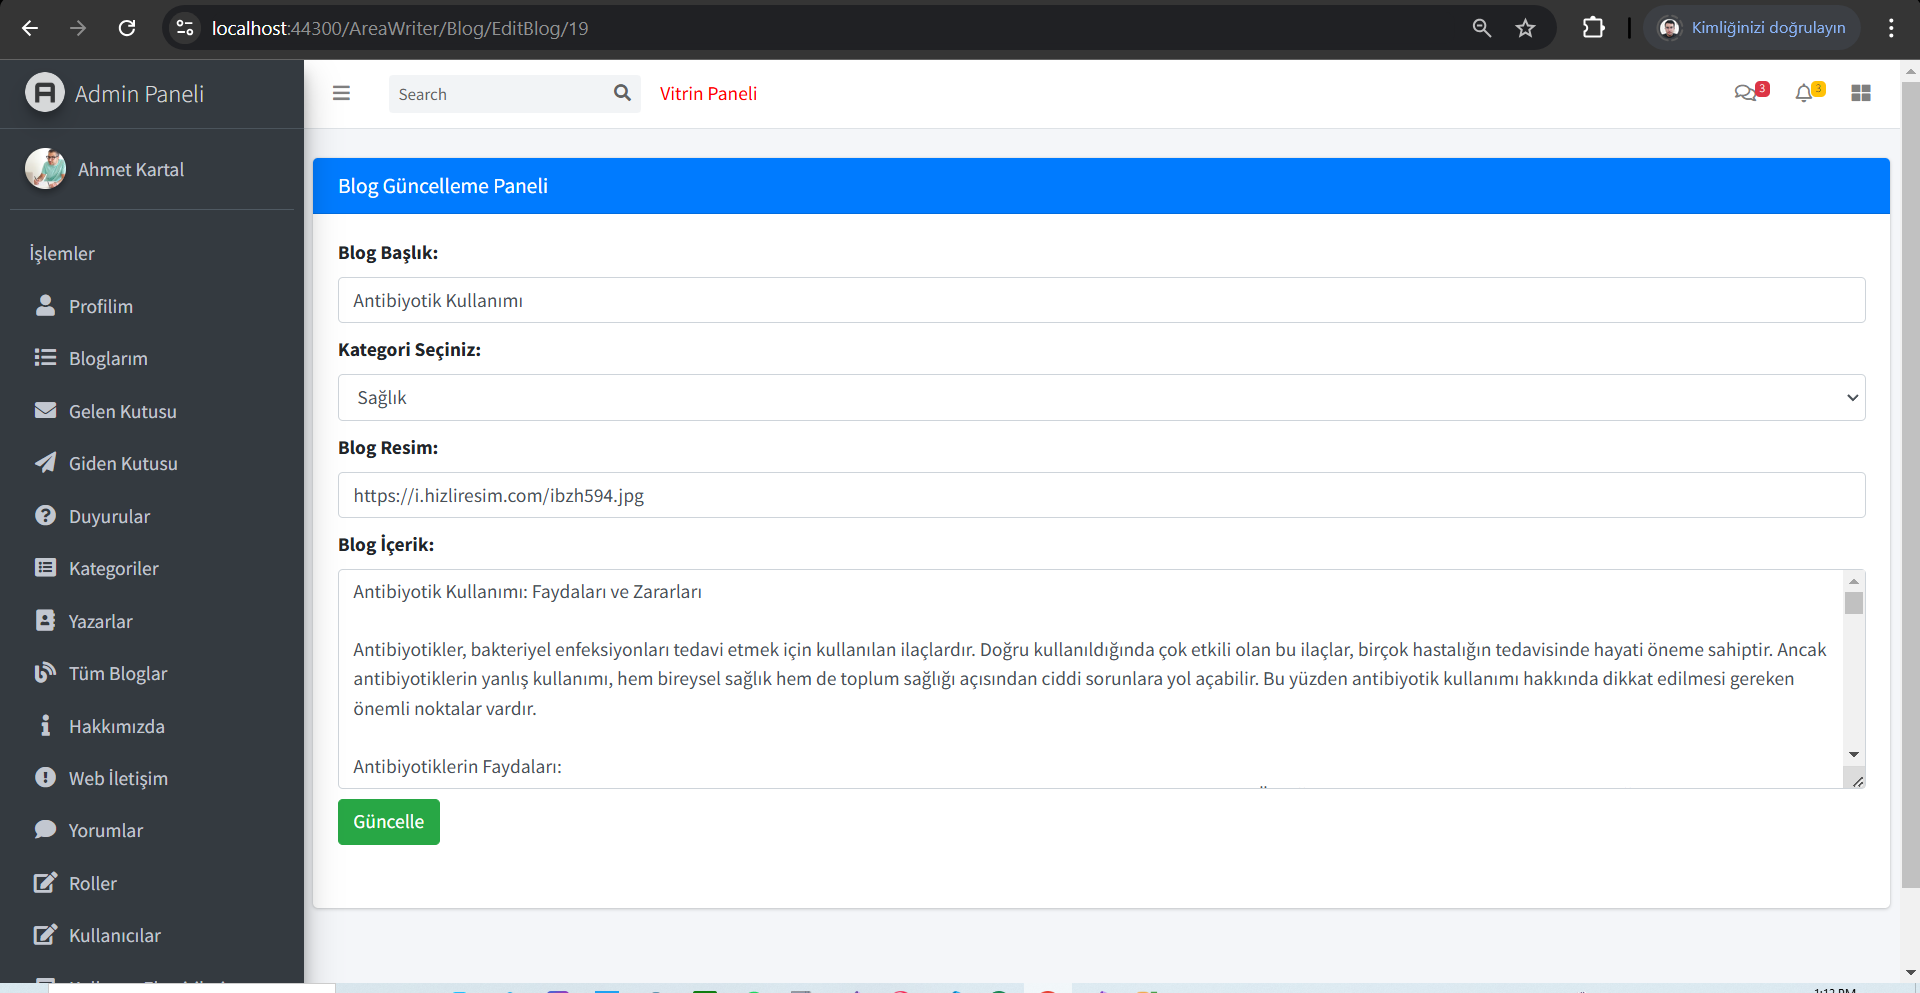 localhost:44300/AreaWriter/Blog/EditBlog/19
Kimliğinizi doğrulayın
Admin Paneli
Search
Vitrin Paneli
3
3
Ahmet Kartal
İşlemler
Profilim
Bloglarım
Gelen Kutusu
Giden Kutusu
Duyurular
Kategoriler
Yazarlar
Tüm Bloglar
Hakkımızda
Web İletişim
Yorumlar
Roller
Kullanıcılar
Blog Güncelleme Paneli
Blog Başlık:
Antibiyotik Kullanımı
Kategori Seçiniz:
Sağlık
Blog Resim:
https://i.hizliresim.com/ibzh594.jpg
Blog İçerik:
Antibiyotik Kullanımı: Faydaları ve Zararları
Antibiyotikler, bakteriyel enfeksiyonları tedavi etmek için kullanılan ilaçlardır. Doğru kullanıldığında çok etkili olan bu ilaçlar, birçok hastalığın tedavisinde hayati öneme sahiptir. Ancak
antibiyotiklerin yanlış kullanımı, hem bireysel sağlık hem de toplum sağlığı açısından ciddi sorunlara yol açabilir. Bu yüzden antibiyotik kullanımı hakkında dikkat edilmesi gereken
önemli noktalar vardır.
Antibiyotiklerin Faydaları:
Güncelle
1:12 PM